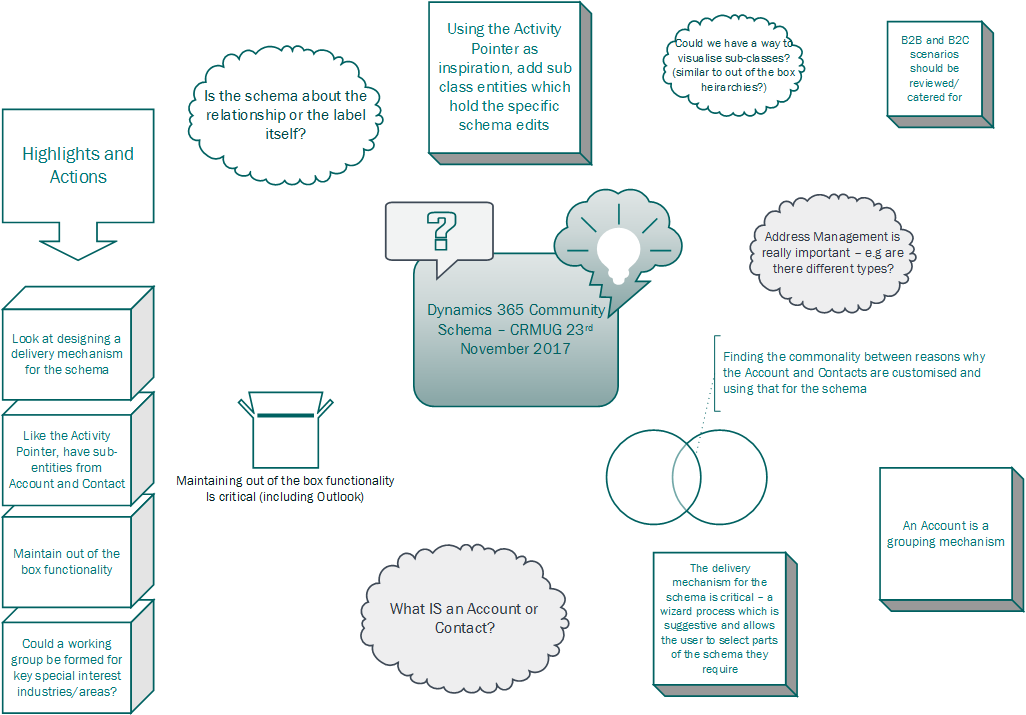 Using the Activity
Pointer as
inspiration, add sub
class entities which
hold the specific
schema edits
Could we have a way to
visualise sub-classes?
(similar to out of the box
heirarchies?)
B2B and B2C
scenarios
should be
reviewed/
catered for
Is the schema about the
relationship or the label
itself?
Highlights and
Actions
?
Address Management is
really important – e.g are
there different types?
Dynamics 365 Community
Schema – CRMUG 23rd
November 2017
Look at designing a
delivery mechanism
for the schema
Finding the commonality between reasons why
the Account and Contacts are customised and
using that for the schema
Like the Activity
Pointer, have sub-
entities from
Account and Contact
Maintaining out of the box functionality
Is critical (including Outlook)
An Account is a
grouping mechanism
Maintain out of the
box functionality
What IS an Account or
Contact?
The delivery
mechanism for the
schema is critical – a
wizard process which is
suggestive and allows
the user to select parts
of the schema they
require
Could a working
group be formed for
key special interest
industries/areas?